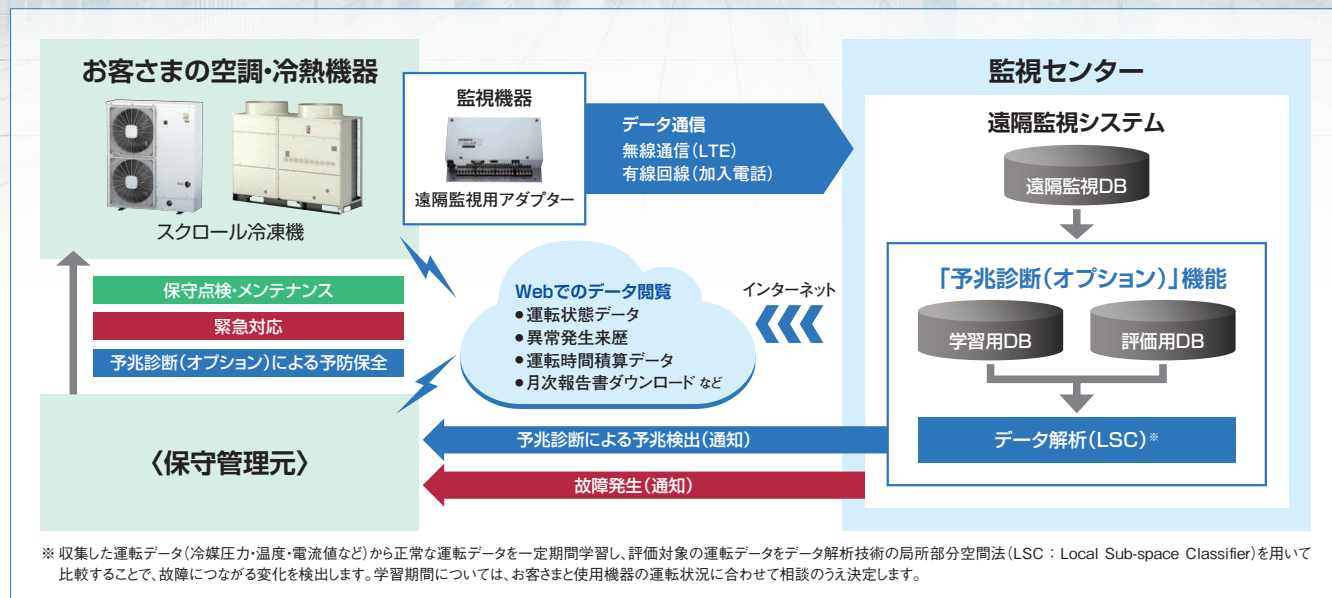 お客さまの空調・冷熱機器
スクロール冷凍機
監視機器
遠隔監視用アダプター
データ通信
無線通信(LTE)
有線回線(加入電話)
監視センター
遠隔監視システム
遠隔監視DB
「予兆診断(オプション)」機能
学習用DB
評価用DB
データ解析(LSC)※
インターネット
Webでのデータ閲覧
●運転状態データ
●異常発生来歴
●運転時間積算データ
●月次報告書ダウンロード など
保守点検・メンテナンス
緊急対応
予兆診断(オプション)による予防保全
〈保守管理元〉
予兆診断による予兆検出(通知)
故障発生(通知)
※ 収集した運転データ(冷媒圧力・温度・電流値など)から正常な運転データを一定期間学習し、評価対象の運転データをデータ解析技術の局所部分空間法(LSC：Local Sub-space Classifier)を用いて
比較することで、故障につながる変化を検出します。学習期間については、お客さまと使用機器の運転状況に合わせて相談のうえ決定します。